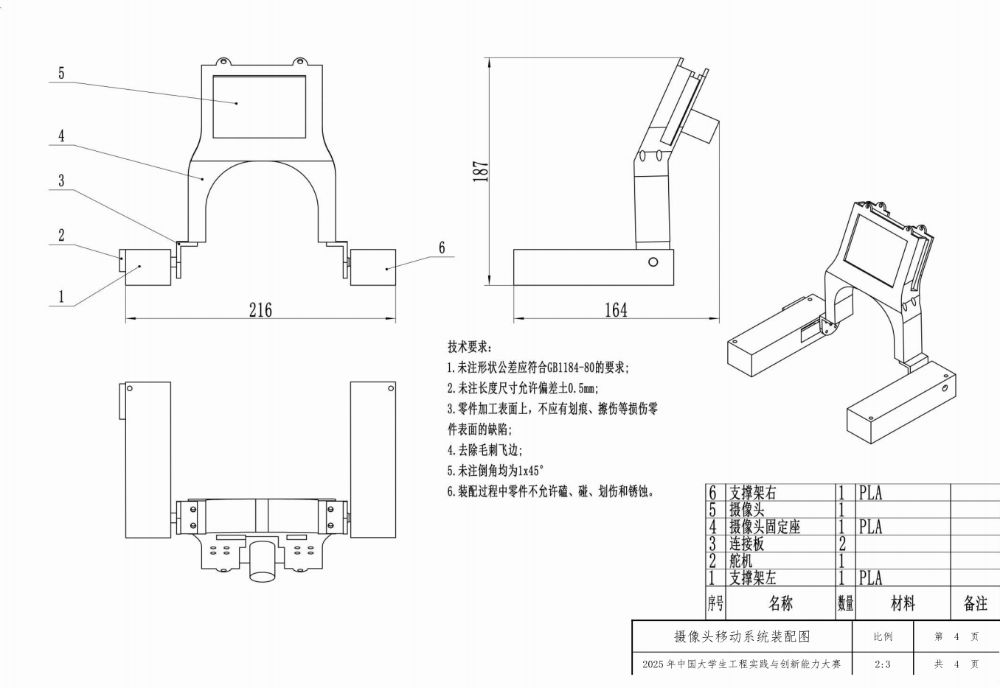 5
4
3
2
1
6
216
187
164
技术要求:
1.未注形状公差应符合GB1184-80的要求;
2.未注长度尺寸允许偏差±0.5mm;
3.零件加工表面上，不应有划痕、擦伤等损伤零
件表面的缺陷;
4.去除毛刺飞边;
5.未注倒角均为1x45°
6.装配过程中零件不允许磕、碰、划伤和锈蚀。
6 支撑架右 1 PLA
5 摄像头 1
4 摄像头固定座 1 PLA
3 连接板 2
2 舵机 1
1 支撑架左 1 PLA
序号 名称 数量 材料 备注
摄像头移动系统装配图 比例 第 4 页
2025年中国大学生工程实践与创新能力大赛 2:3 共 4 页